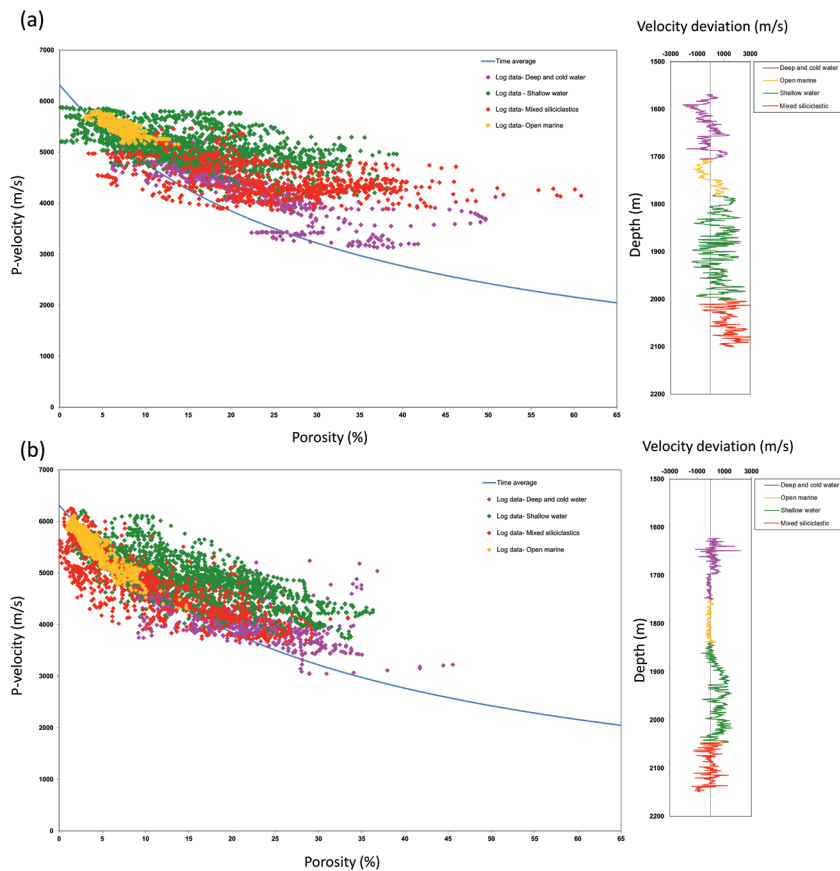 (a)
Velocity deviation (m/s)
-3000 -1000 1000 3000
Deep and cold water
Open marine
Shallow water
Mixed siliciclastic
1500
1600
1700
1800
1900
2000
2100
2200
Depth (m)
7000
6000
5000
4000
3000
2000
1000
0
P-velocity (m/s)
Time average
Log data- Deep and cold water
Log data - Shallow water
Log data- Mixed siliciclastics
Log data- Open marine
0 5 10 15 20 25 30 35 40 45 50 55 60 65
Porosity (%)
(b)
Velocity deviation (m/s)
-3000 -1000 1000 3000
Deep and cold water
Open marine
Shallow water
Mixed siliciclastic
1500
1600
1700
1800
1900
2000
2100
2200
Depth (m)
7000
6000
5000
4000
3000
2000
1000
0
P-velocity (m/s)
Time average
Log data- Deep and cold water
Log data- Shallow water
Log data- Mixed siliciclastics
Log data- Open marine
0 5 10 15 20 25 30 35 40 45 50 55 60 65
Porosity (%)